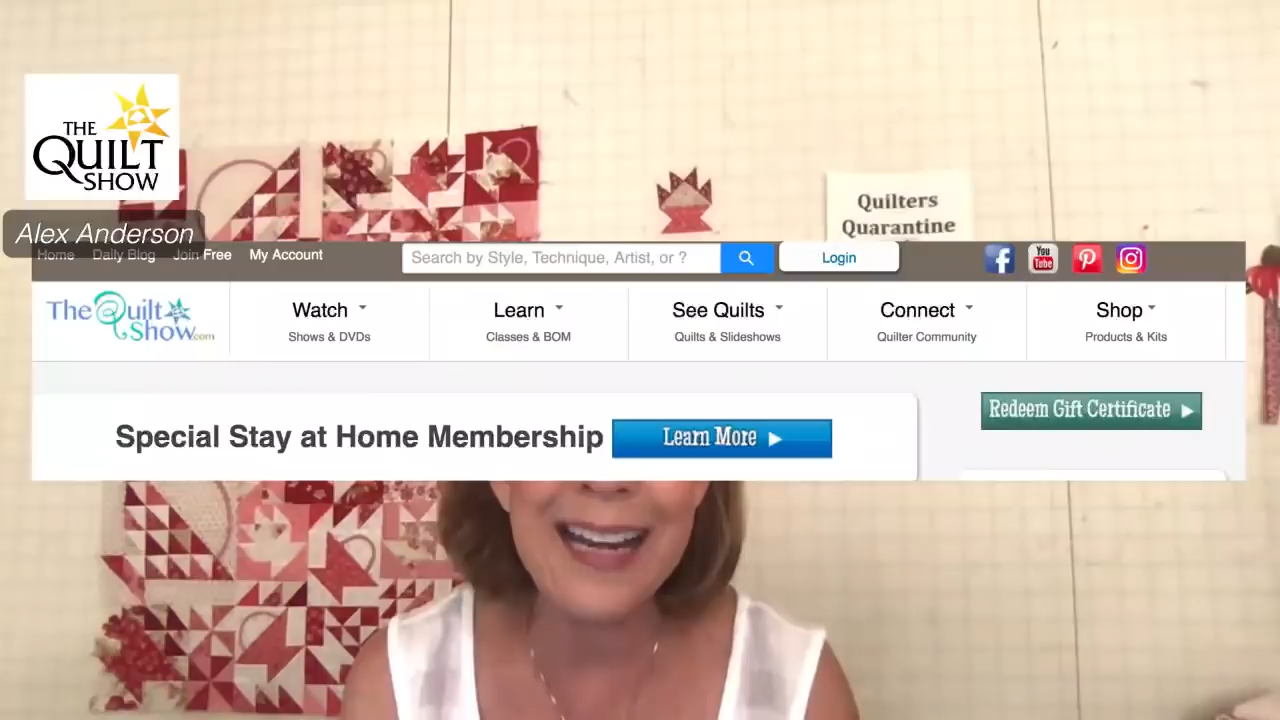 THE
QUILT
SHOW
Alex Anderson
Quilters
Quarantine
Home Daily Blog Join Free My Account
Search by Style, Technique, Artist, or ?
Login
You
Tube
The Quilt
Show.com
Watch
Shows & DVDs
Learn
Classes & BOM
See Quilts
Quilts & Slideshows
Connect
Quilter Community
Shop
Products & Kits
Redeem Gift Certificate
Special Stay at Home Membership
Learn More